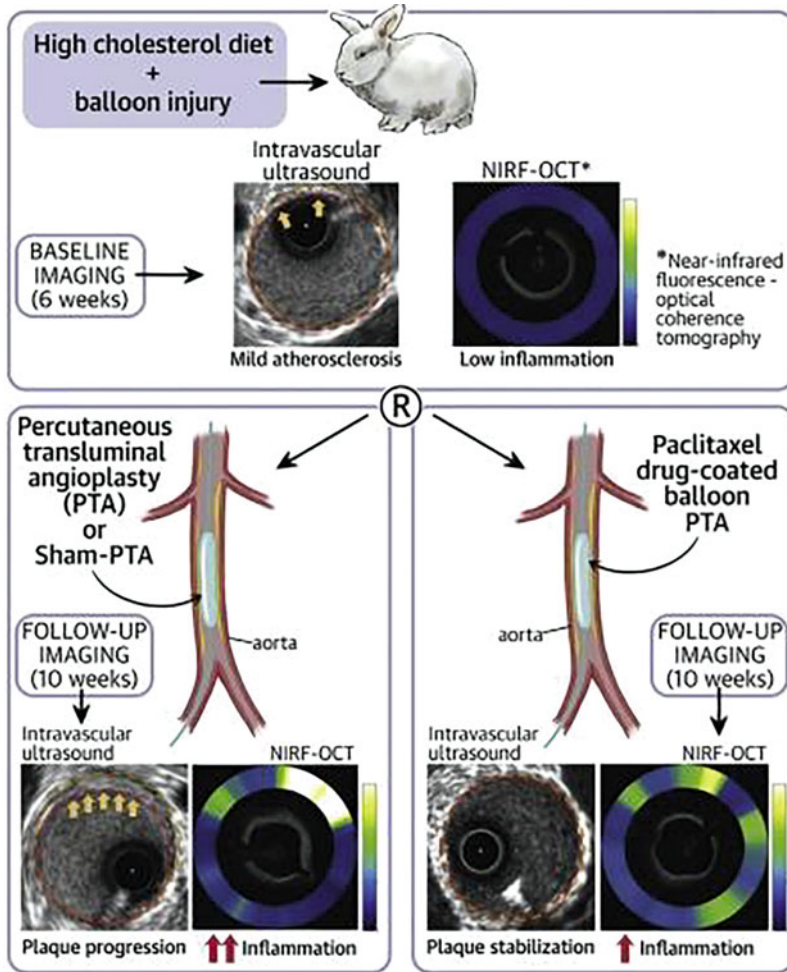 High cholesterol diet
+
balloon injury
Intravascular
ultrasound
NIRF-OCT*
BASELINE
IMAGING
(6 weeks)
*Near-infrared
fluorescence -
optical
coherence
tomography
Mild atherosclerosis
Low inflammation
R
Percutaneous
transluminal
angioplasty
(PTA)
or
Sham-PTA
aorta
FOLLOW-UP
IMAGING
(10 weeks)
Intravascular
ultrasound
NIRF-OCT
Plaque progression
Inflammation
Paclitaxel
drug-coated
balloon
PTA
aorta
FOLLOW-UP
IMAGING
(10 weeks)
Intravascular
ultrasound
NIRF-OCT
Plaque stabilization
Inflammation